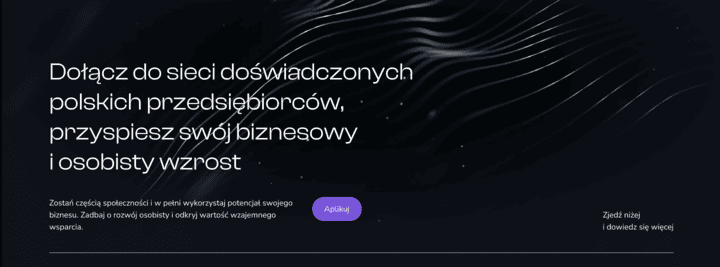 Dołącz do sieci doświadczonych
polskich przedsiębiorców,
przyspiesz swój biznesowy
i osobisty wzrost
Zostań częścią społeczności i w pełni wykorzystaj potencjał swojego
biznesu. Zadbaj o rozwój osobisty i odkryj wartość wzajemnego
wsparcia.
Aplikuj
Zjedź niżej
i dowiedz się więcej